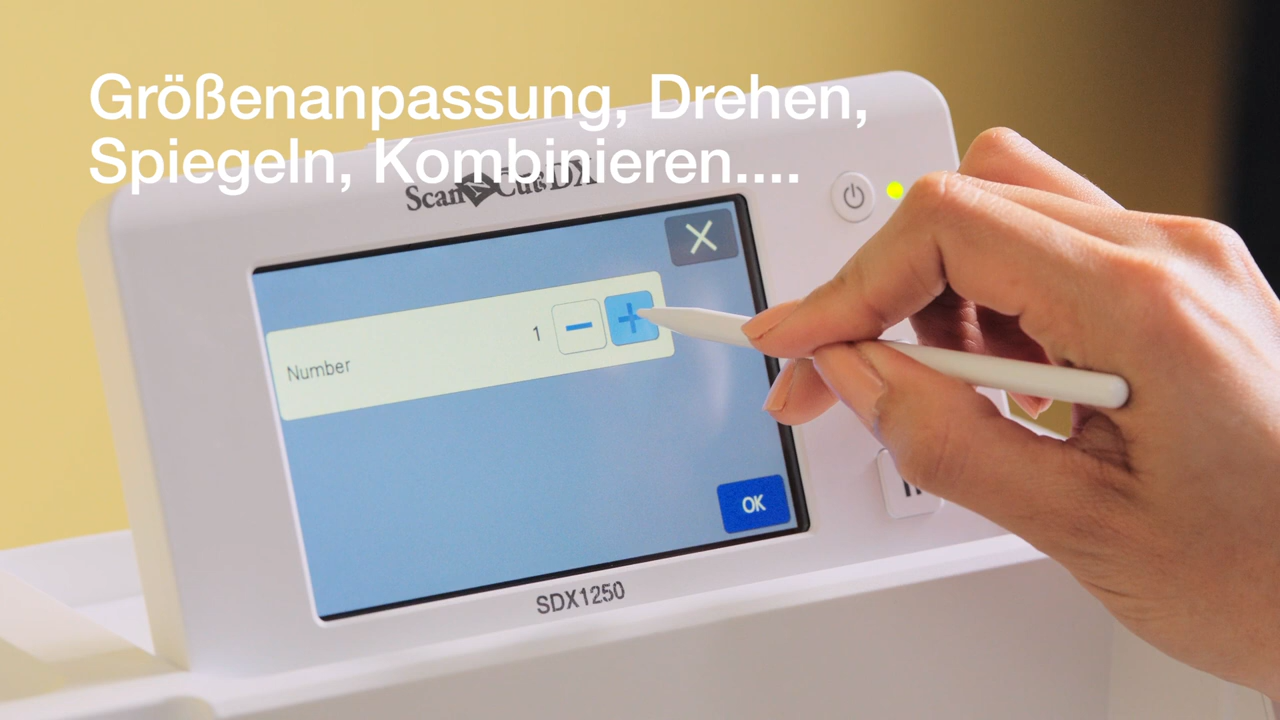 Größenanpassung, Drehen,
Spiegeln, Kombinieren....
ScanNCut DX
Number 1
OK
SDX1250